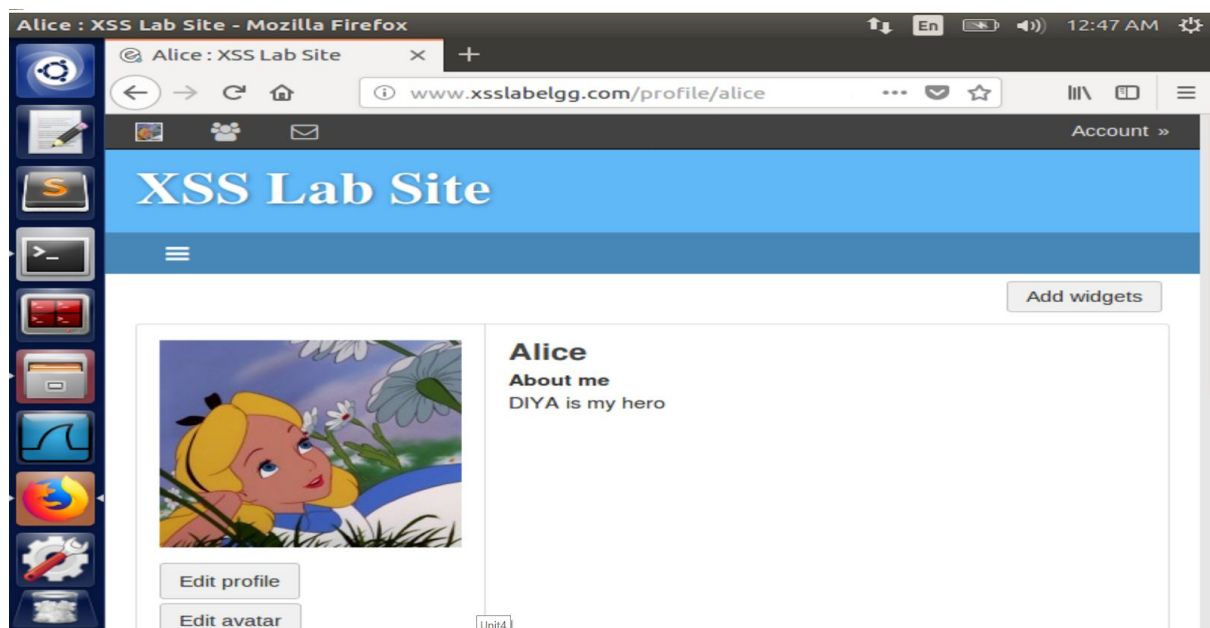 Alice : XSS Lab Site - Mozilla Firefox En 12:47 AM
Alice : XSS Lab Site × +
www.xsslabelgg.com/profile/alice
Account »
XSS Lab Site
Add widgets
Alice
About me
DIYA is my hero
Edit profile
Edit avatar
Unit4